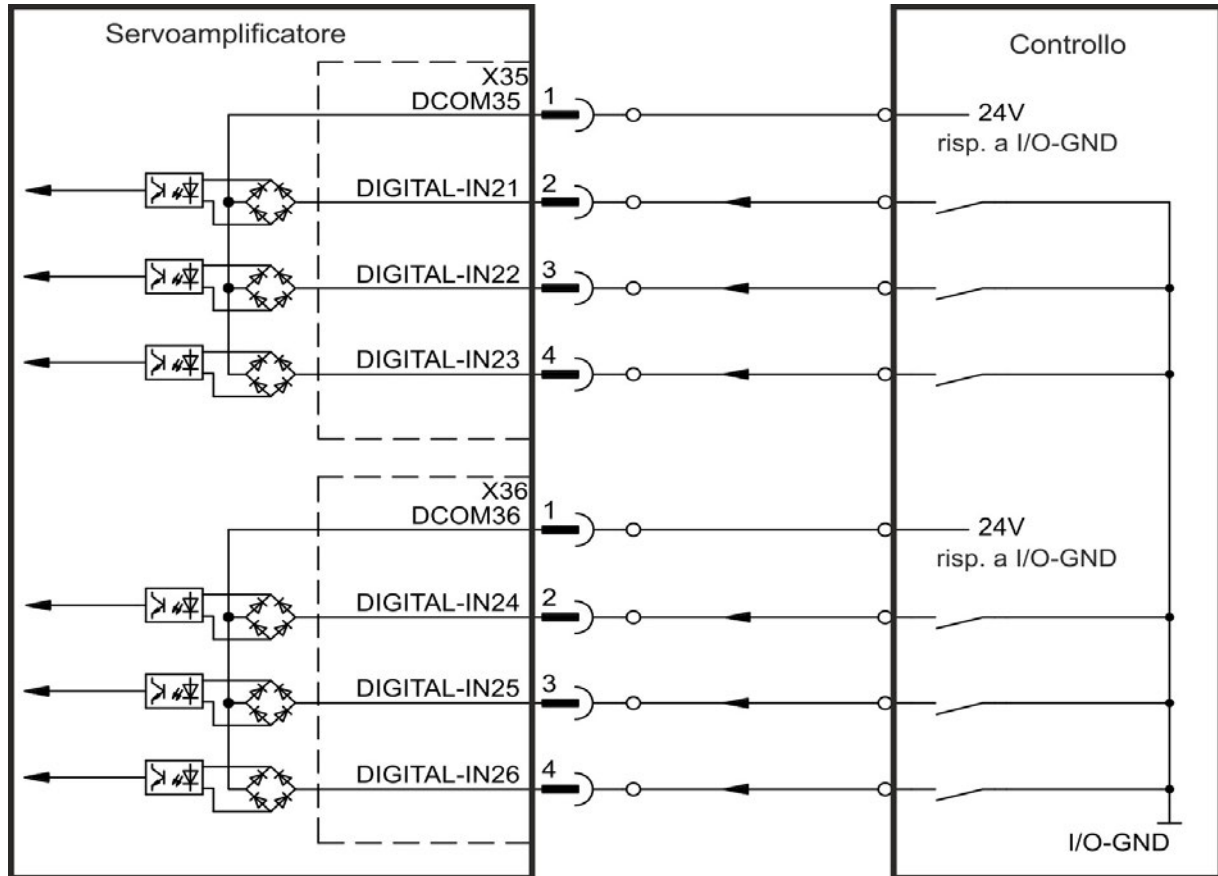 Servoamplificatore
Controllo
X35
DCOM35
1
24V
risp. a I/O-GND
DIGITAL-IN21
2
DIGITAL-IN22
3
DIGITAL-IN23
4
X36
DCOM36
1
24V
risp. a I/O-GND
DIGITAL-IN24
2
DIGITAL-IN25
3
DIGITAL-IN26
4
I/O-GND